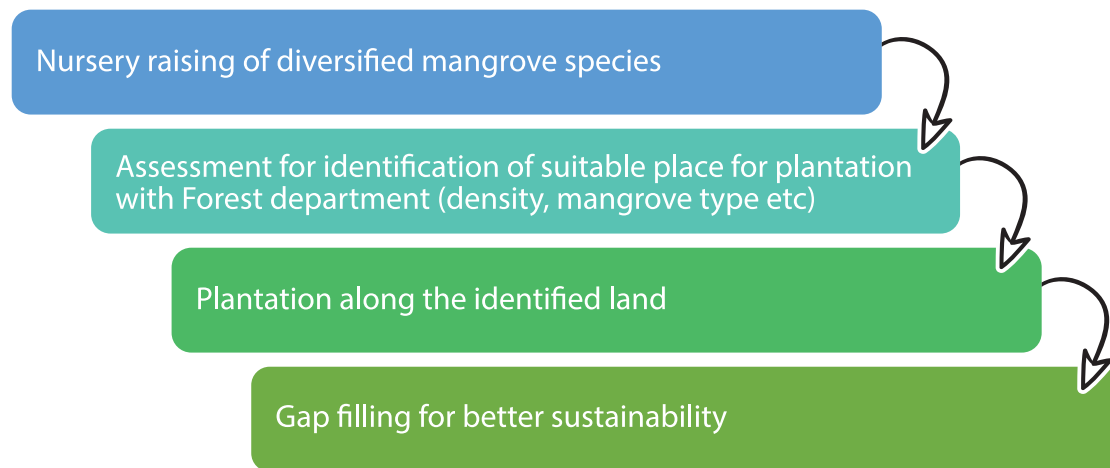 Nursery raising of diversified mangrove species
Assessment for identification of suitable place for plantation
with Forest department (density, mangrove type etc)
Plantation along the identified land
Gap filling for better sustainability